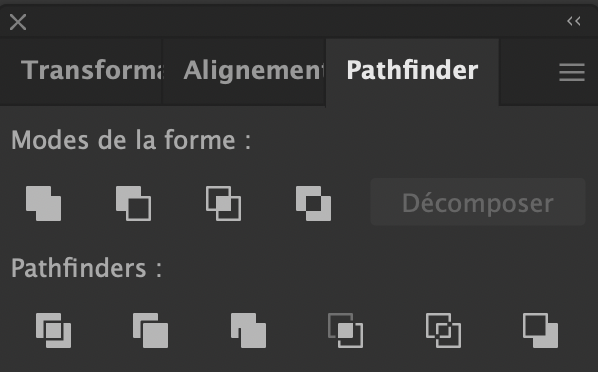 Transforma Alignement Pathfinder
Modes de la forme :
Décomposer
Pathfinders :